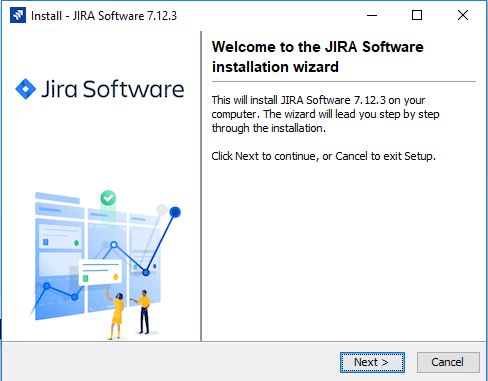 Install - JIRA Software 7.12.3
Jira Software
Welcome to the JIRA Software
installation wizard
This will install JIRA Software 7.12.3 on your
computer. The wizard will lead you step by step
through the installation.
Click Next to continue, or Cancel to exit Setup.
Next >
Cancel